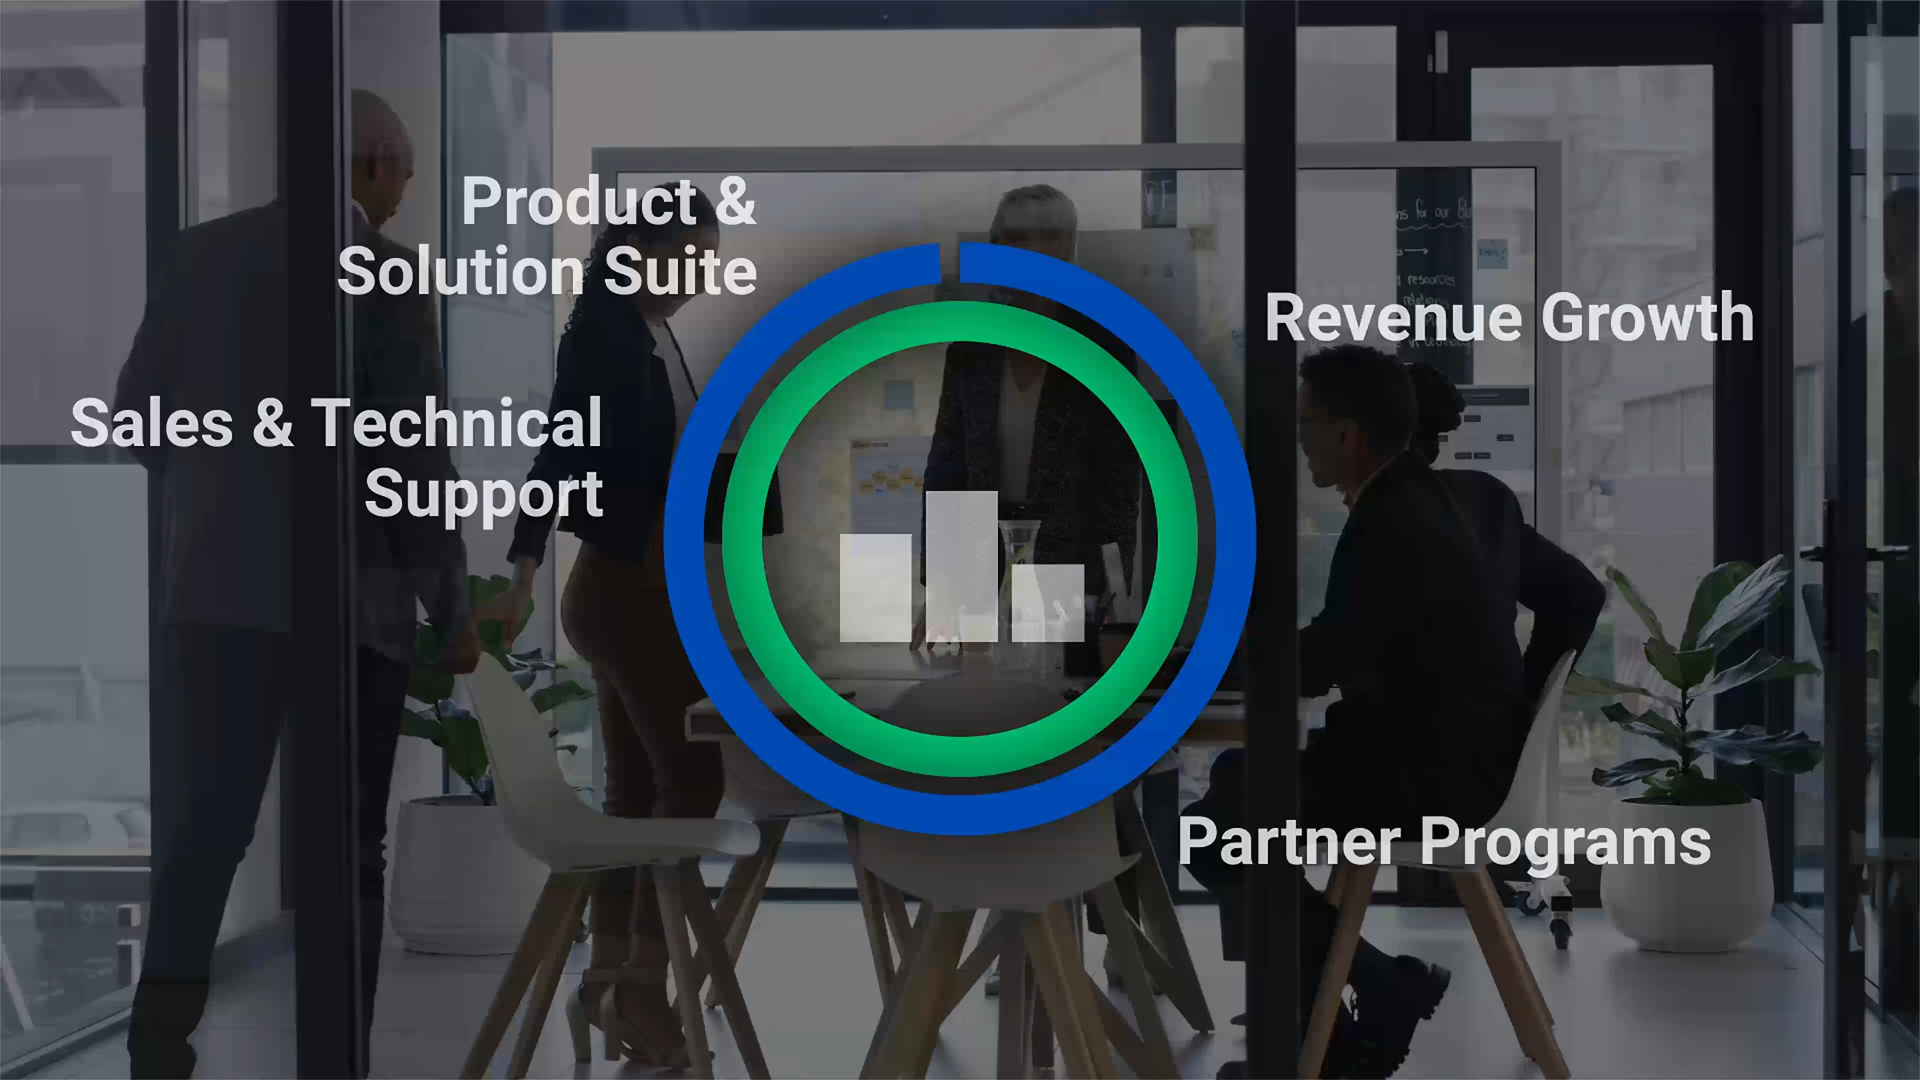 Product &
Solution Suite
Revenue Growth
Sales & Technical
Support
Partner Programs